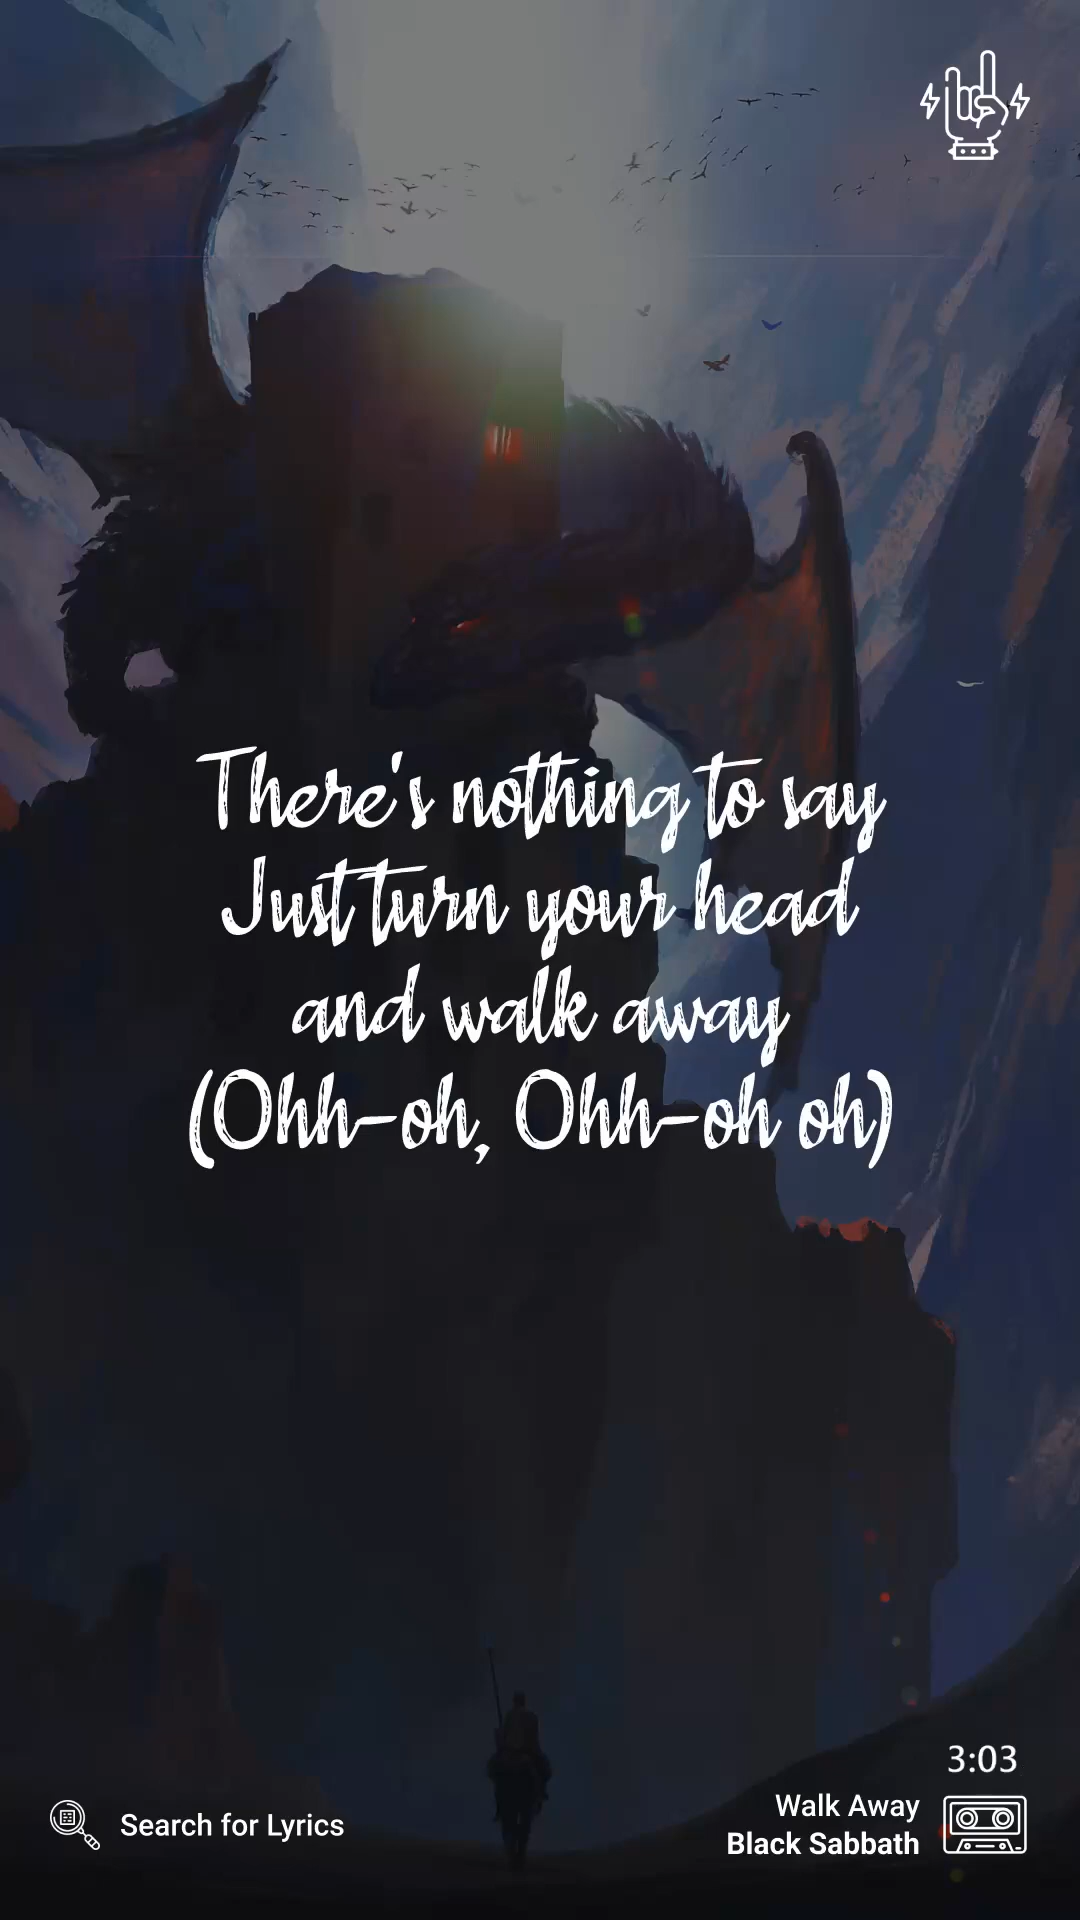 There's nothing to say
Just turn your head
and walk away
(Ohh-oh, Ohh-oh oh)
3:03
Search for Lyrics
Walk Away
Black Sabbath